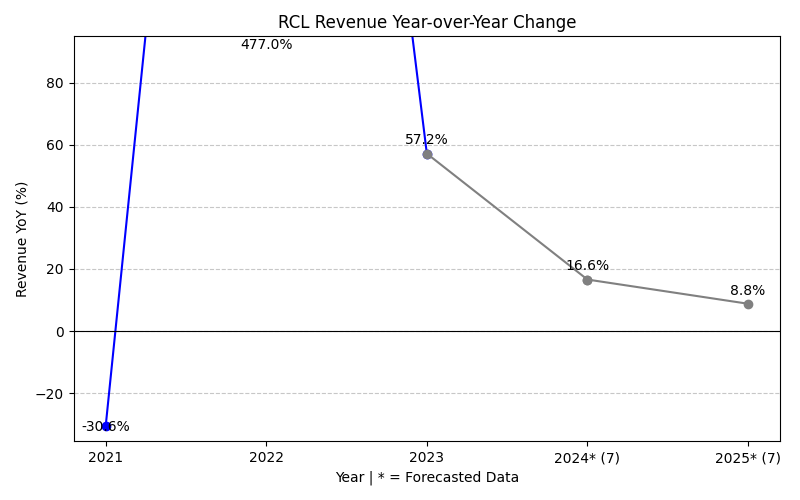 RCL Revenue Year-over-Year Change
477.0%
80
57.2%
60
40
Revenue YoY (%)
16.6%
20
8.8%
0
−20
-30.6%
2021 2022 2023 2024* (7) 2025* (7)
Year | * = Forecasted Data